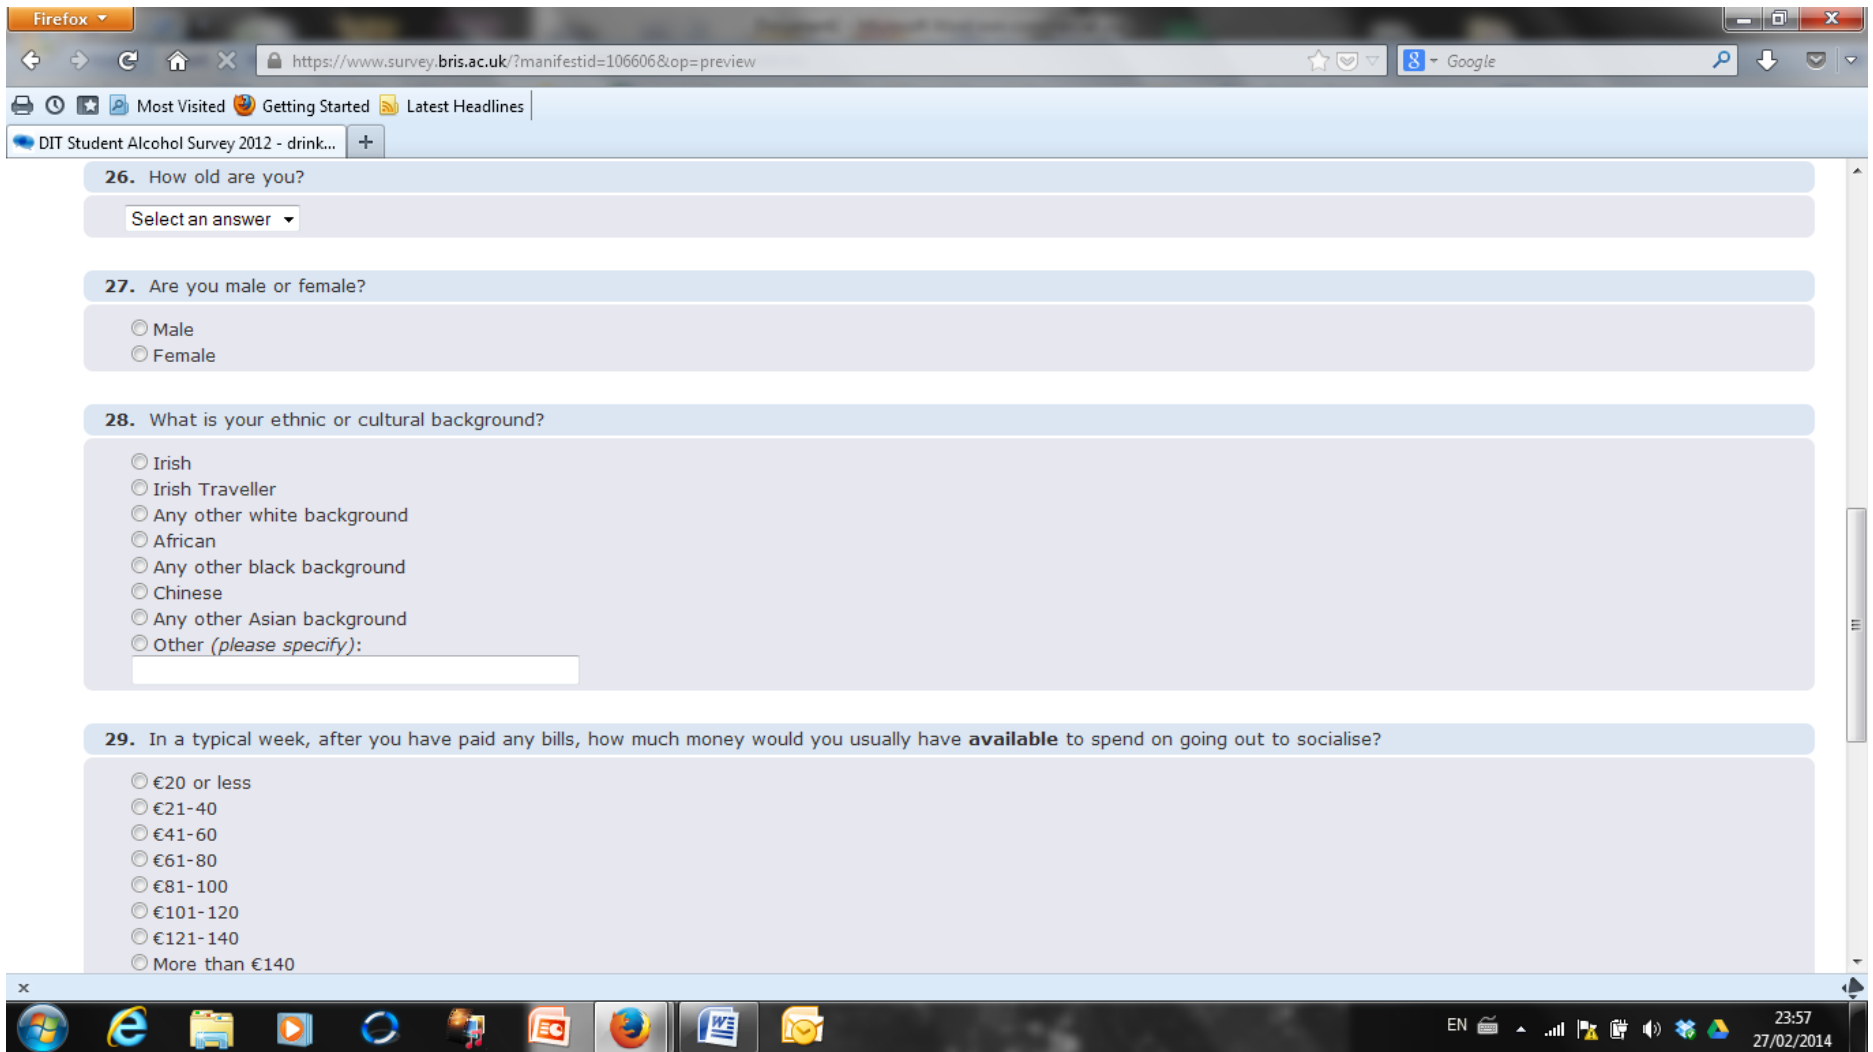 Firefox
https://www.survey.bris.ac.uk/?manifestid=106606&op=preview
8
Google
Most Visited
Getting Started
Latest Headlines
DIT Student Alcohol Survey 2012 - drink...
+
26. How old are you?
Select an answer
27. Are you male or female?
Male
Female
28. What is your ethnic or cultural background?
Irish
Irish Traveller
Any other white background
African
Any other black background
Chinese
Any other Asian background
Other (please specify):
29. In a typical week, after you have paid any bills, how much money would you usually have available to spend on going out to socialise?
€20 or less
€21-40
€41-60
€61-80
€81-100
€101-120
€121-140
More than €140
x
EN
23:57
27/02/2014